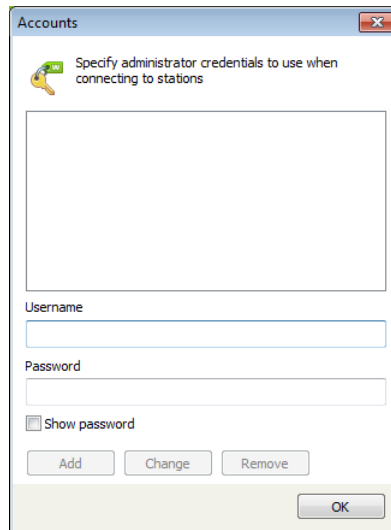 Accounts
Specify administrator credentials to use when
connecting to stations
Username
Password
Show password
Add Change Remove
OK